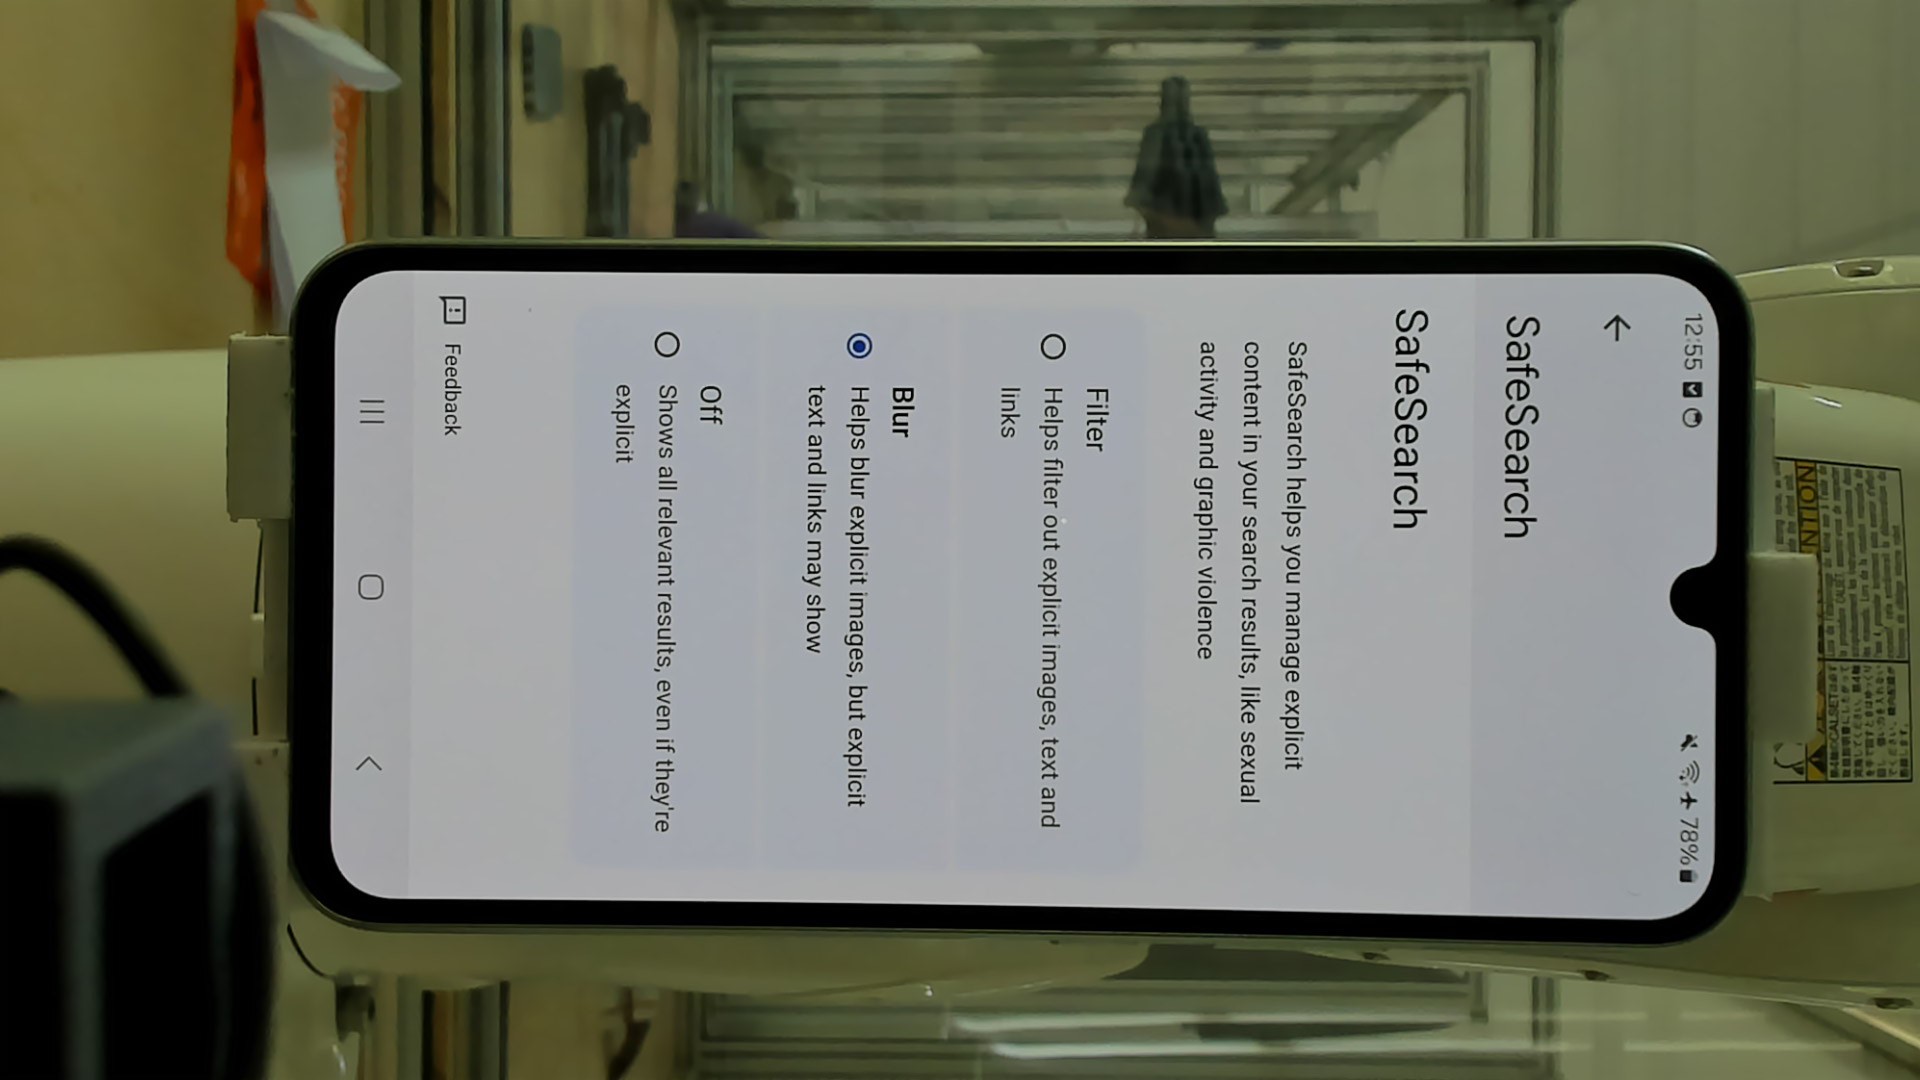 12:55
78%
SafeSearch
SafeSearch
SafeSearch helps you manage explicit
content in your search results, like sexual
activity and graphic violence
Filter
Helps filter out explicit images, text and
links
Blur
Helps blur explicit images, but explicit
text and links may show
Off
Shows all relevant results, even if they're
explicit
Feedback